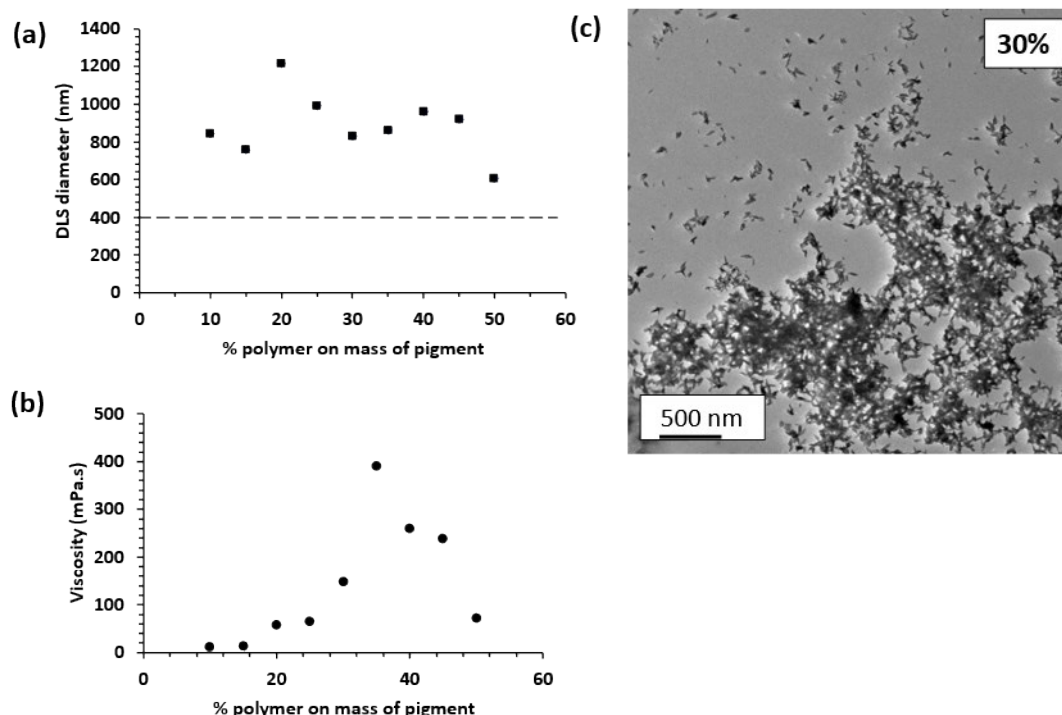 (a)
1400
1200
1000
800
600
400
200
0
DLS diameter (nm)
0 10 20 30 40 50 60
% polymer on mass of pigment
(b)
500
400
300
200
100
0
Viscosity (mPa.s)
0 20 40 60
% polymer on mass of pigment
(c)
30%
500 nm